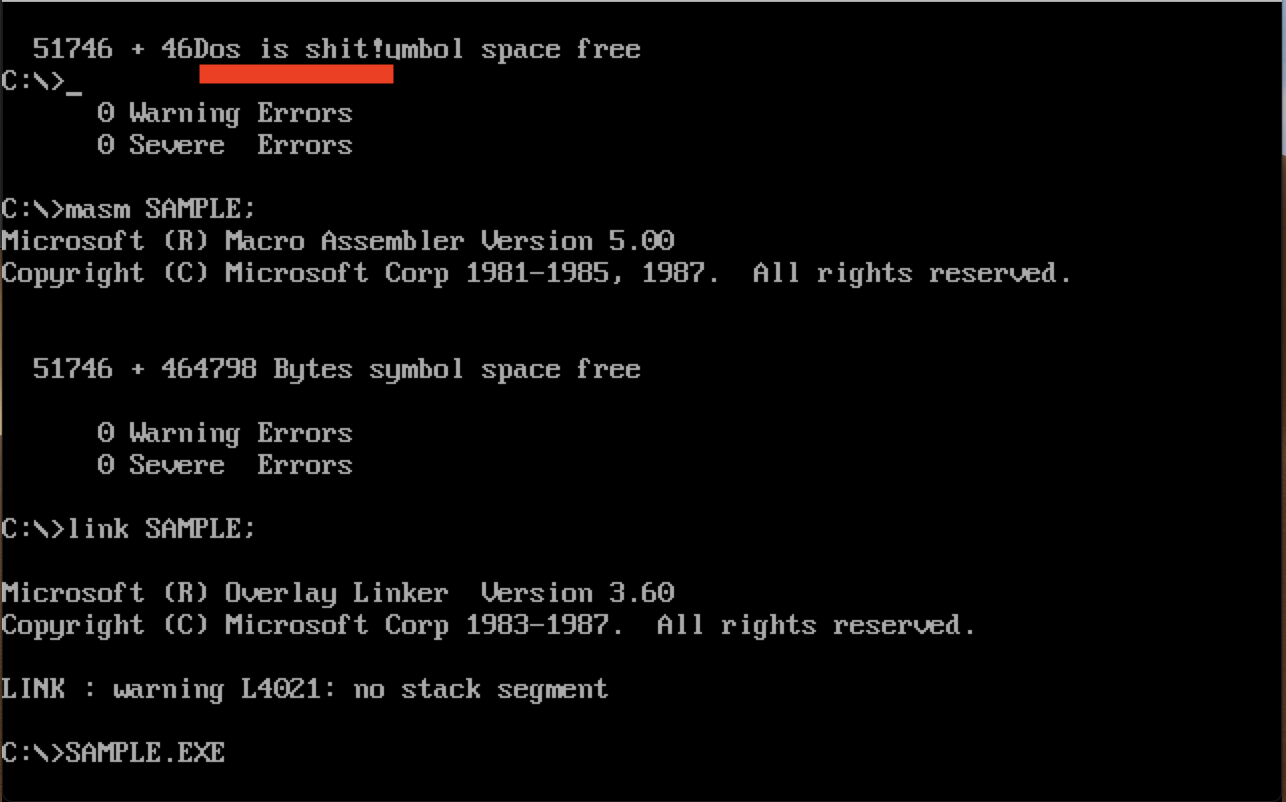 51746 + 46Dos is shit!ymbol space free
C:\>_
0 Warning Errors
0 Severe  Errors
C:\>masm SAMPLE;
Microsoft (R) Macro Assembler Version 5.00
Copyright (C) Microsoft Corp 1981-1985, 1987.  All rights reserved.
51746 + 464798 Bytes symbol space free
0 Warning Errors
0 Severe  Errors
C:\>link SAMPLE;
Microsoft (R) Overlay Linker  Version 3.60
Copyright (C) Microsoft Corp 1983-1987.  All rights reserved.
LINK : warning L4021: no stack segment
C:\>SAMPLE.EXE